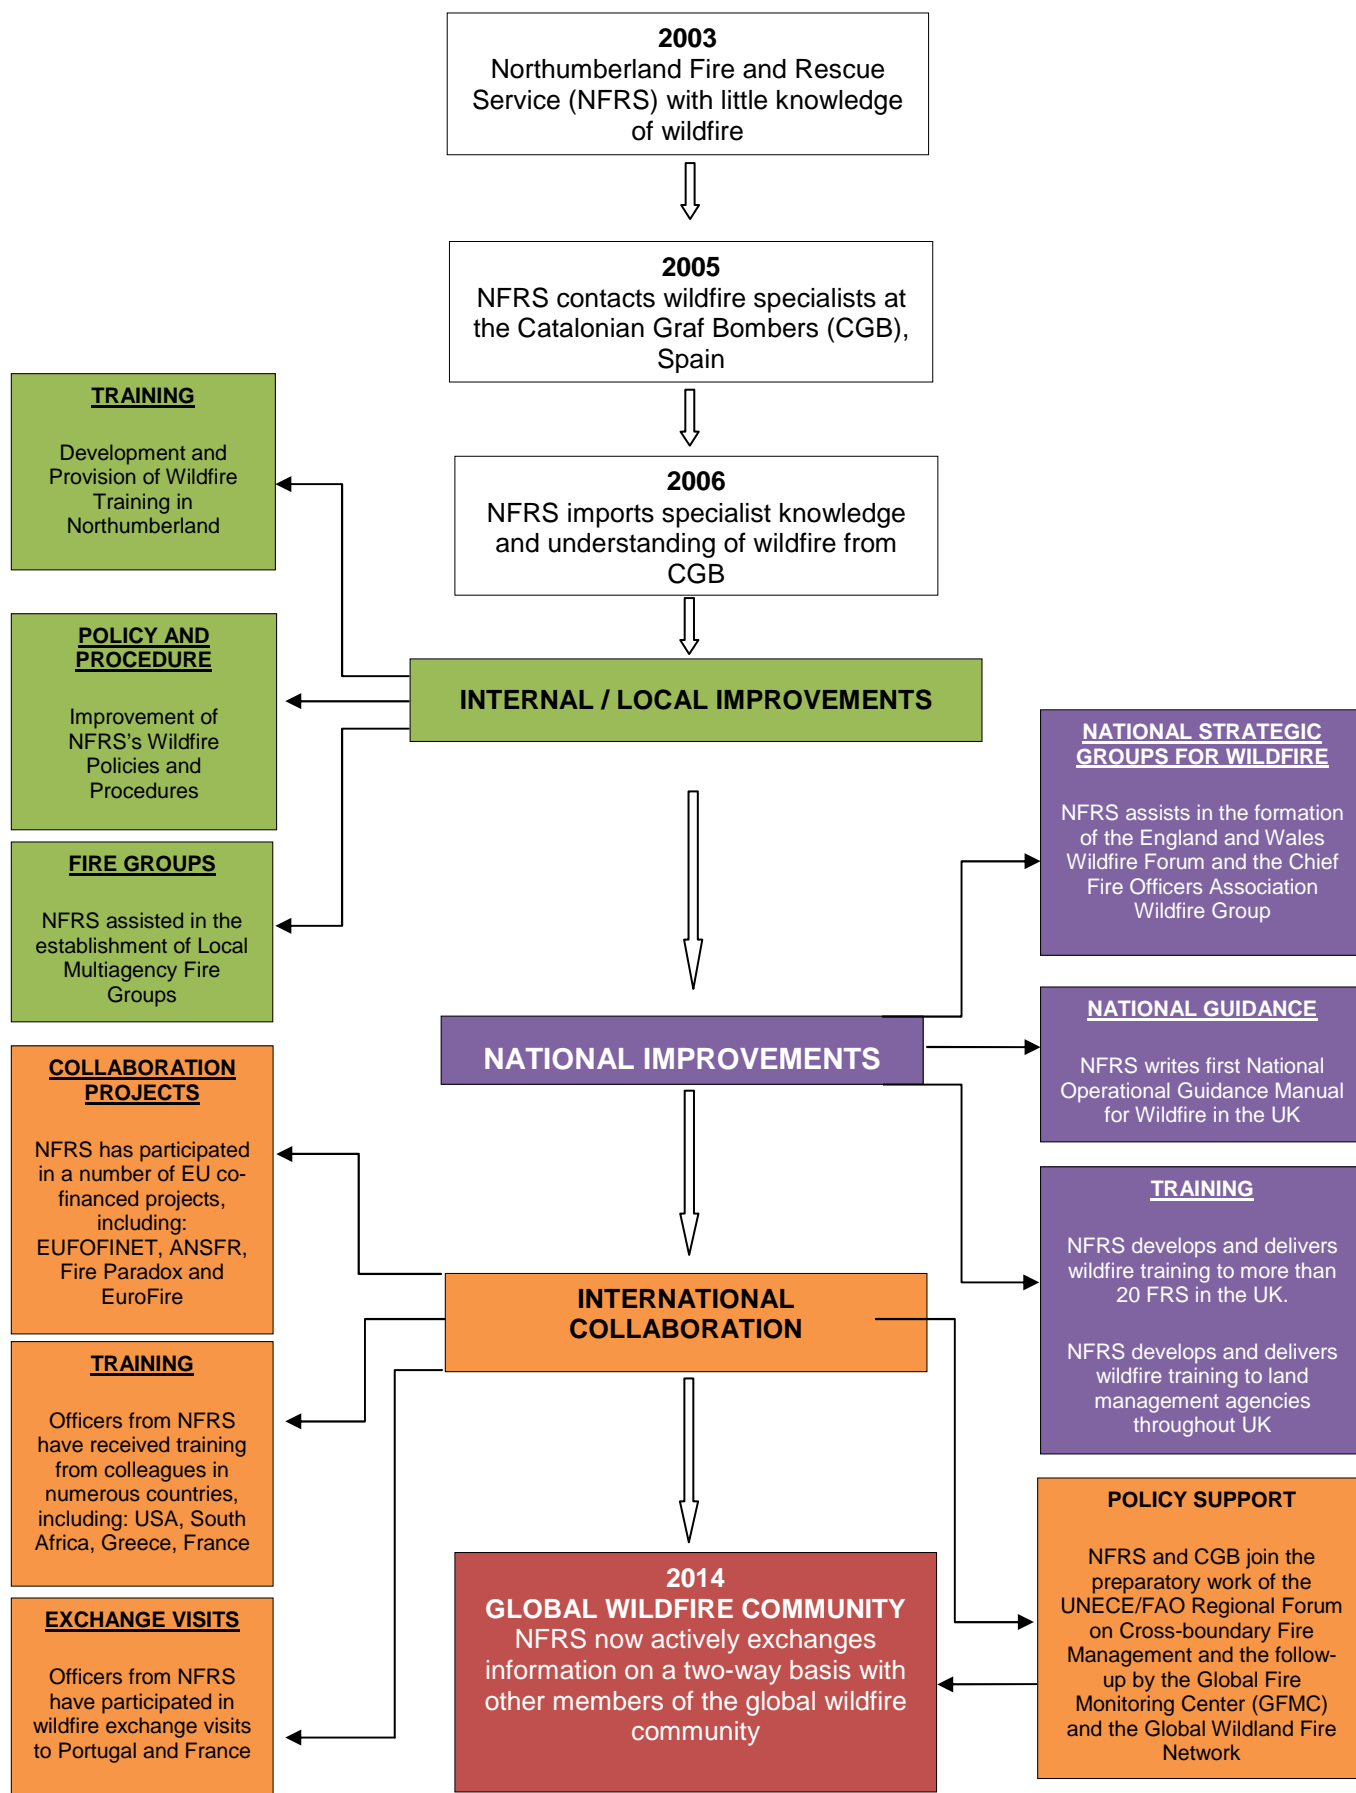 2003
Northumberland Fire and Rescue
Service (NFRS) with little knowledge
of wildfire
2005
NFRS contacts wildfire specialists at
the Catalonian Graf Bombers (CGB),
Spain
2006
NFRS imports specialist knowledge
and understanding of wildfire from
CGB
INTERNAL / LOCAL IMPROVEMENTS
TRAINING
Development and
Provision of Wildfire
Training in
Northumberland
POLICY AND
PROCEDURE
Improvement of
NFRS's Wildfire
Policies and
Procedures
FIRE GROUPS
NFRS assisted in the
establishment of Local
Multiagency Fire
Groups
NATIONAL IMPROVEMENTS
NATIONAL STRATEGIC
GROUPS FOR WILDFIRE
NFRS assists in the formation
of the England and Wales
Wildfire Forum and the Chief
Fire Officers Association
Wildfire Group
NATIONAL GUIDANCE
NFRS writes first National
Operational Guidance Manual
for Wildfire in the UK
TRAINING
NFRS develops and delivers
wildfire training to more than
20 FRS in the UK.
NFRS develops and delivers
wildfire training to land
management agencies
throughout UK
INTERNATIONAL
COLLABORATION
COLLABORATION
PROJECTS
NFRS has participated
in a number of EU co-
financed projects,
including:
EUFOFINET, ANSFR,
Fire Paradox and
EuroFire
TRAINING
Officers from NFRS
have received training
from colleagues in
numerous countries,
including: USA, South
Africa, Greece, France
EXCHANGE VISITS
Officers from NFRS
have participated in
wildfire exchange visits
to Portugal and France
POLICY SUPPORT
NFRS and CGB join the
preparatory work of the
UNECE/FAO Regional Forum
on Cross-boundary Fire
Management and the follow-
up by the Global Fire
Monitoring Center (GFMC)
and the Global Wildland Fire
Network
2014
GLOBAL WILDFIRE COMMUNITY
NFRS now actively exchanges
information on a two-way basis with
other members of the global wildfire
community